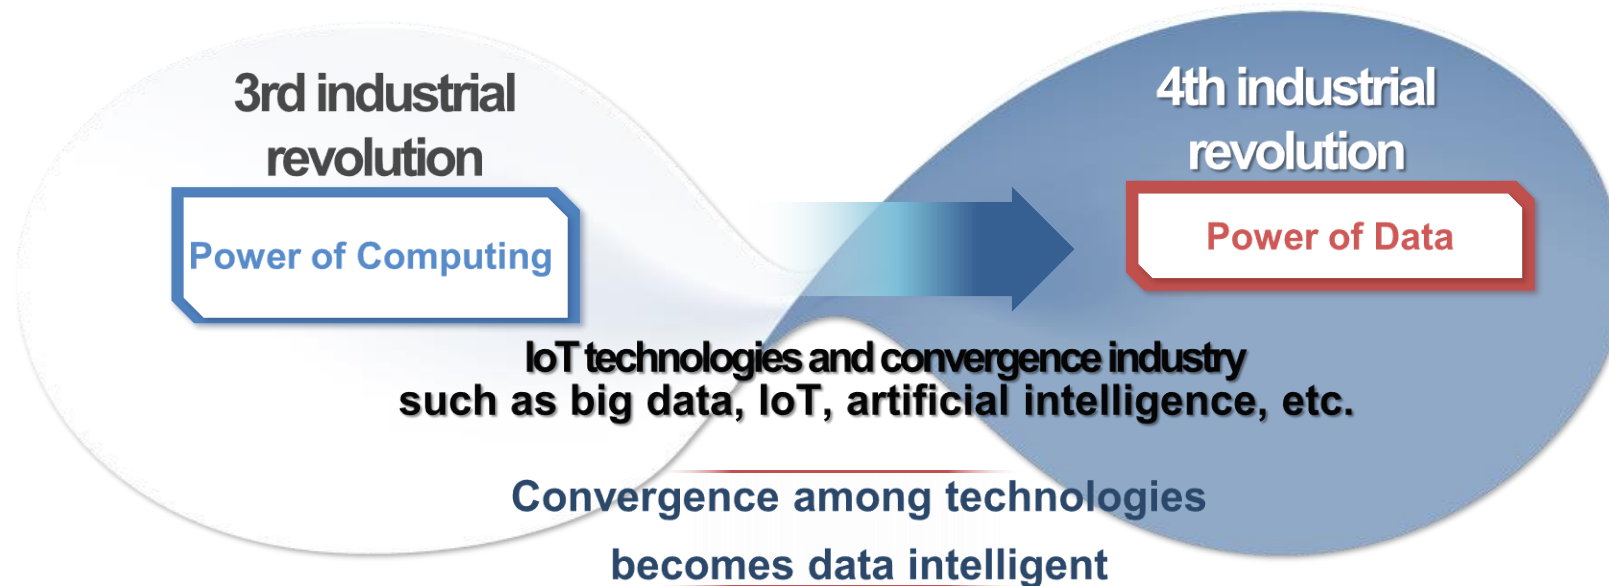 3rd industrial
revolution
Power of Computing
4th industrial
revolution
Power of Data
IoT technologies and convergence industry
such as big data, IoT, artificial intelligence, etc.
Convergence among technologies
becomes data intelligent